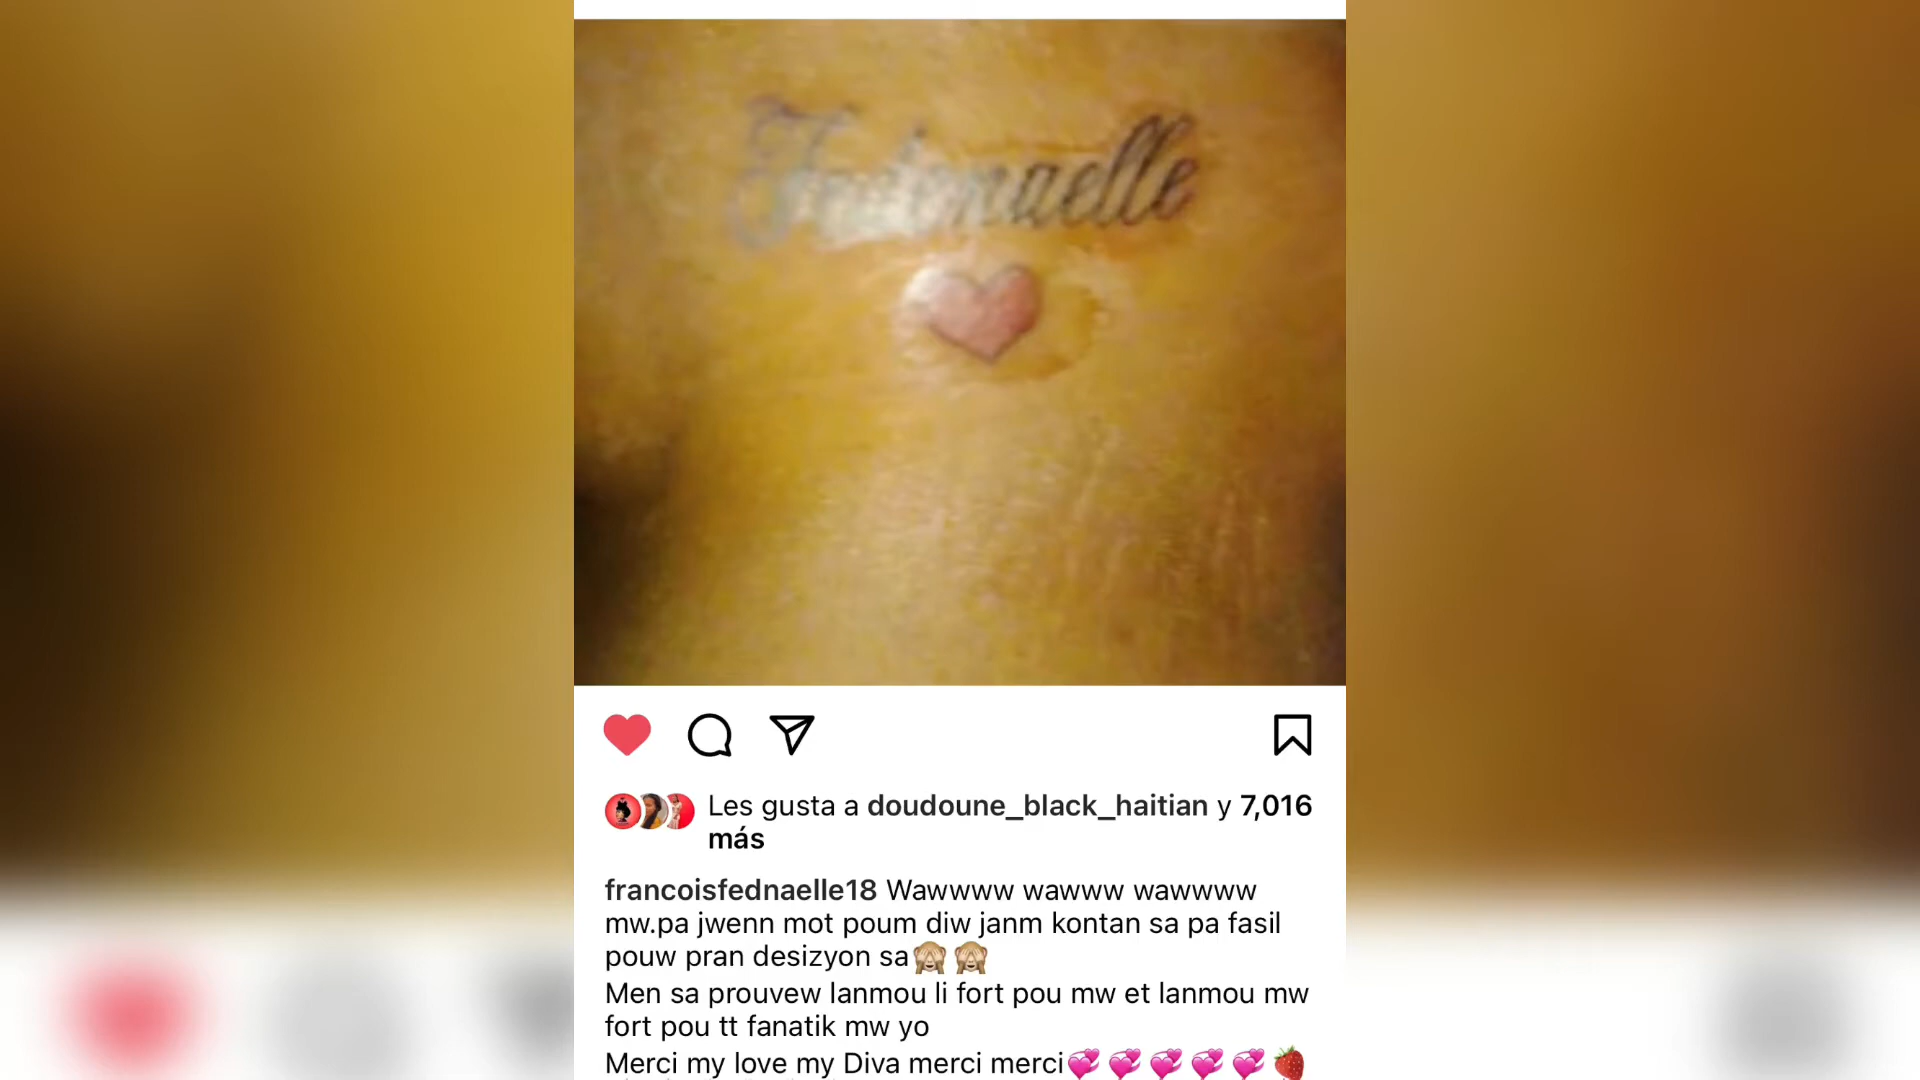 Fednaelle
Les gusta a doudoune_black_haitian y 7,016
más
francoisfednaelle18 Wawwww wawww wawwww
mw.pa jwenn mot poum diw janm kontan sa pa fasil
pouw pran desizyon sa🙈 🙈
Men sa prouvew lanmou li fort pou mw et lanmou mw
fort pou tt fanatik mw yo
Merci my love my Diva merci merci💞 💞 💞 💞 💞 🍓